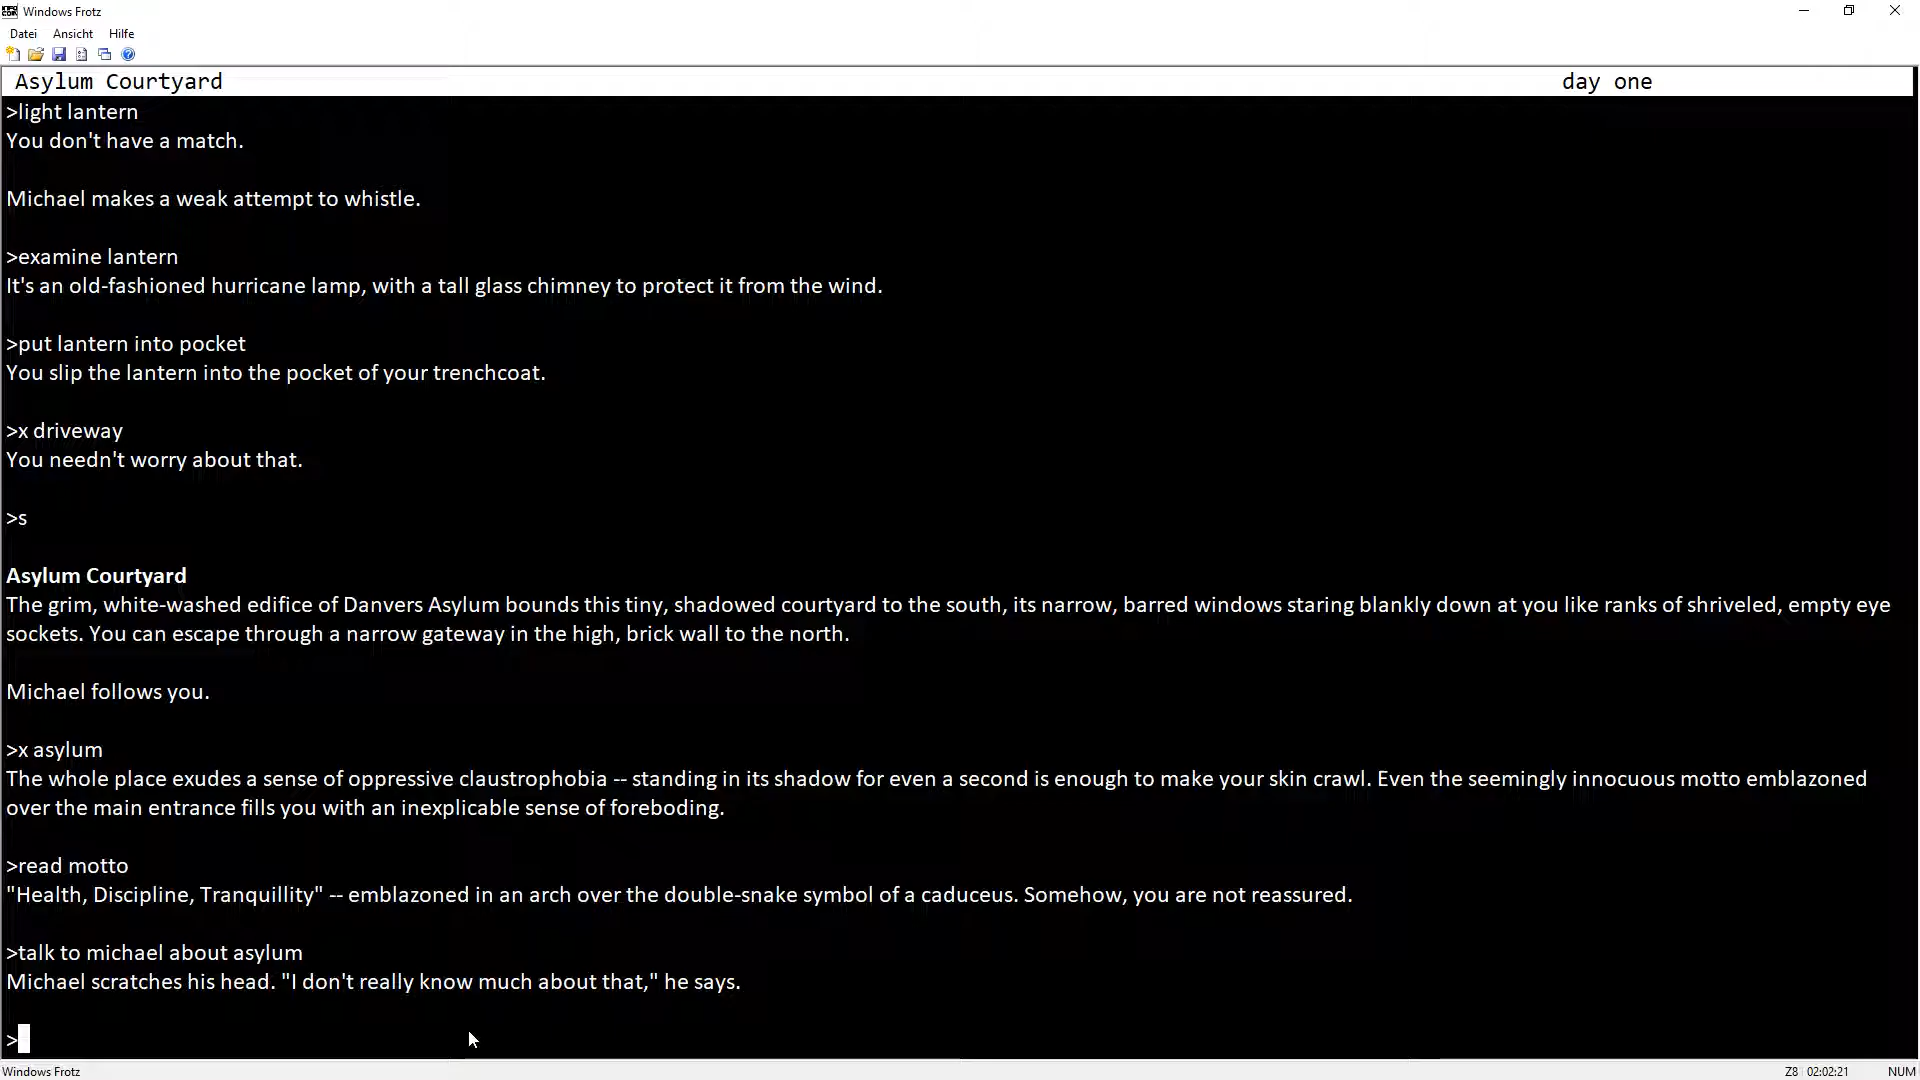 Windows Frotz
Datei Ansicht Hilfe
Asylum Courtyard day one
>light lantern
You don't have a match.
Michael makes a weak attempt to whistle.
>examine lantern
It's an old-fashioned hurricane lamp, with a tall glass chimney to protect it from the wind.
>put lantern into pocket
You slip the lantern into the pocket of your trenchcoat.
>x driveway
You needn't worry about that.
>s
Asylum Courtyard
The grim, white-washed edifice of Danvers Asylum bounds this tiny, shadowed courtyard to the south, its narrow, barred windows staring blankly down at you like ranks of shriveled, empty eye
sockets. You can escape through a narrow gateway in the high, brick wall to the north.
Michael follows you.
>x asylum
The whole place exudes a sense of oppressive claustrophobia -- standing in its shadow for even a second is enough to make your skin crawl. Even the seemingly innocuous motto emblazoned
over the main entrance fills you with an inexplicable sense of foreboding.
>read motto
"Health, Discipline, Tranquillity" -- emblazoned in an arch over the double-snake symbol of a caduceus. Somehow, you are not reassured.
>talk to michael about asylum
Michael scratches his head. "I don't really know much about that," he says.
>
Windows Frotz Z8 02:02:21 NUM